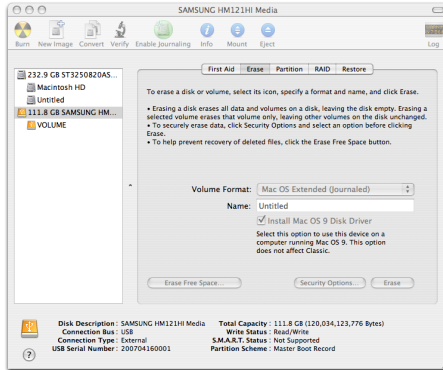 SAMSUNG HM121HI Media
Burn New Image Convert Verify Enable Journaling Info Mount Eject Log
232.9 GB ST3250820AS...
Macintosh HD
Untitled
111.8 GB SAMSUNG HM...
VOLUME
First Aid Erase Partition RAID Restore
To erase a disk or volume, select its icon, specify a format and name, and click Erase.
• Erasing a disk erases all data and volumes on a disk, leaving the disk empty. Erasing a
selected volume erases that volume only, leaving other volumes on the disk unchanged.
• To securely erase data, click Security Options and select an option before clicking
Erase.
• To help prevent recovery of deleted files, click the Erase Free Space button.
Volume Format: Mac OS Extended (Journaled)
Name: Untitled
Install Mac OS 9 Disk Driver
Select this option to use this device on a
computer running Mac OS 9. This option
does not affect Classic.
Erase Free Space... Security Options... Erase
Disk Description : SAMSUNG HM121HI Media Total Capacity : 111.8 GB (120,034,123,776 Bytes)
Connection Bus : USB Write Status : Read/Write
Connection Type : External S.M.A.R.T. Status : Not Supported
USB Serial Number : 200704160001 Partition Scheme : Master Boot Record
?